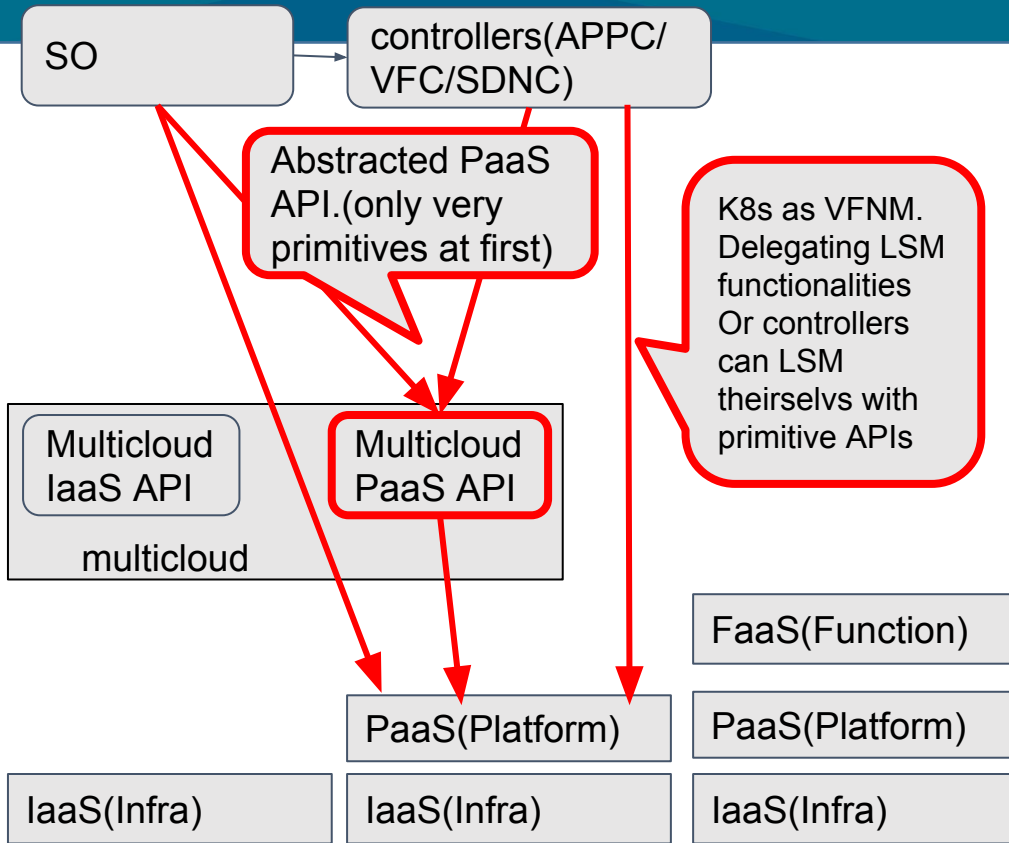 SO
controllers(APPC/
VFC/SDNC)
Abstracted PaaS
API.(only very
primitives at first)
K8s as VFNM.
Delegating LSM
functionalities
Or controllers
can LSM
theirselvs with
primitive APIs
Multicloud
IaaS API
Multicloud
PaaS API
multicloud
FaaS(Function)
PaaS(Platform)
PaaS(Platform)
IaaS(Infra)
IaaS(Infra)
IaaS(Infra)